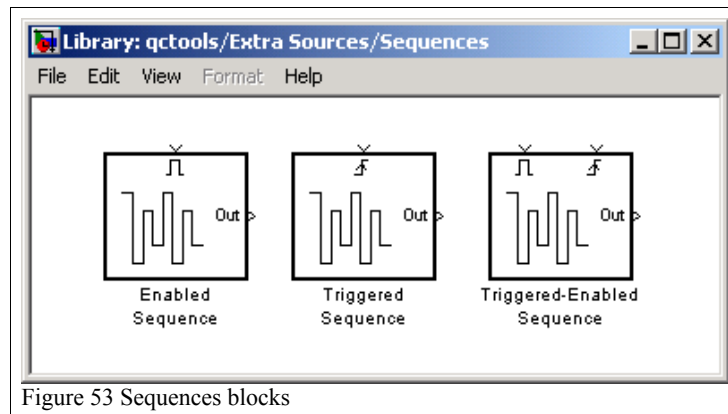 Library: qctools/Extra Sources/Sequences
File Edit View Format Help
Out Out Out
Enabled Triggered Triggered-Enabled
Sequence Sequence Sequence
Figure 53 Sequences blocks